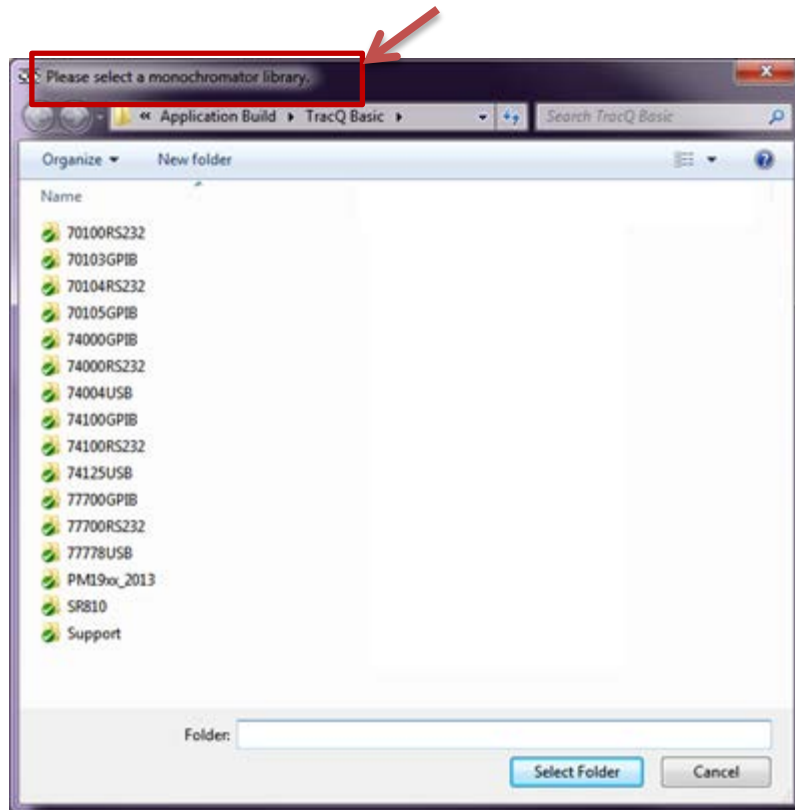 Please select a monochromator library.
« Application Build ▸ TracQ Basic ▸ Search TracQ Basic
Organize ▾ New folder
Name
70100RS232
70103GPIB
70104RS232
70105GPIB
74000GPIB
74000RS232
74004USB
74100GPIB
74100RS232
74125USB
77700GPIB
77700RS232
77778USB
PM19xx_2013
SR810
Support
Folder:
Select Folder Cancel